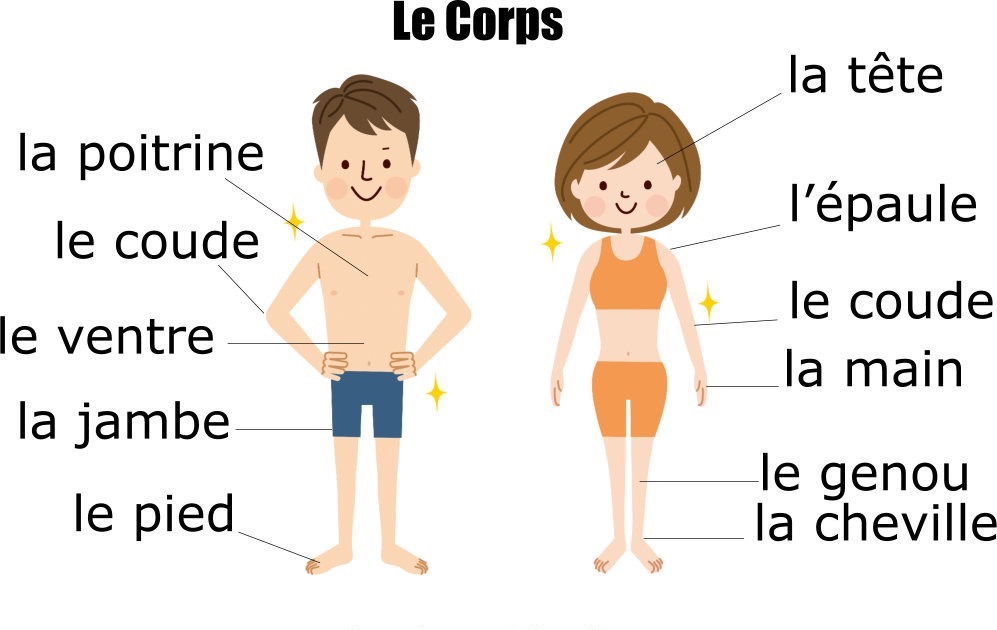 Le Corps
la poitrine
le coude
le ventre
la jambe
le pied
la tête
l’épaule
le coude
la main
le genou
la cheville